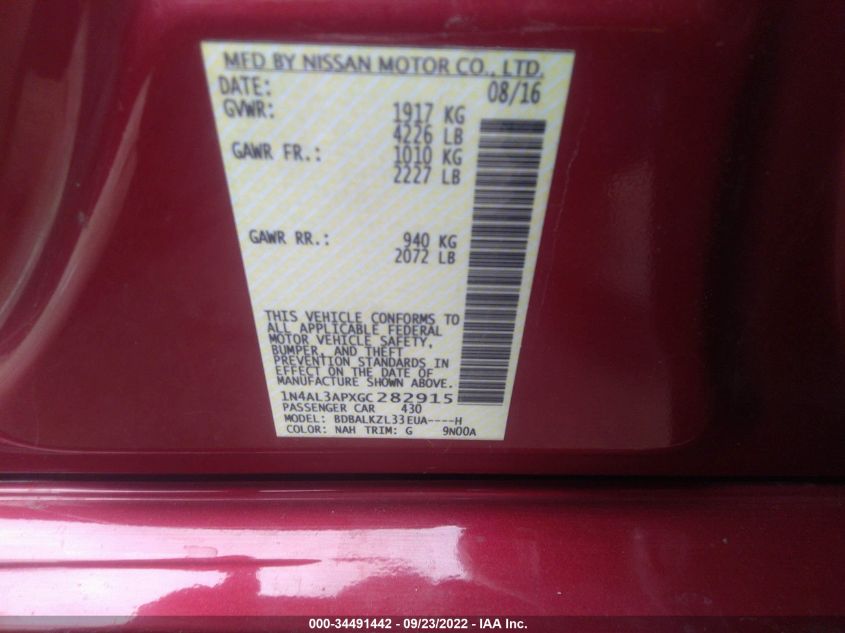 MFD BY NISSAN MOTOR CO., LTD.
DATE: 08/16
GVWR: 1917 KG
4226 LB
GAWR FR.: 1010 KG
2227 LB
GAWR RR.: 940 KG
2072 LB
THIS VEHICLE CONFORMS TO
ALL APPLICABLE FEDERAL
MOTOR VEHICLE SAFETY,
BUMPER, AND THEFT
PREVENTION STANDARDS IN
EFFECT ON THE DATE OF
MANUFACTURE SHOWN ABOVE.
1N4AL3APXGC282915
PASSENGER CAR 430
MODEL: BDBALKZL33EUA----H
COLOR: NAH TRIM: G 9N00A
000-34491442 - 09/23/2022 - IAA Inc.